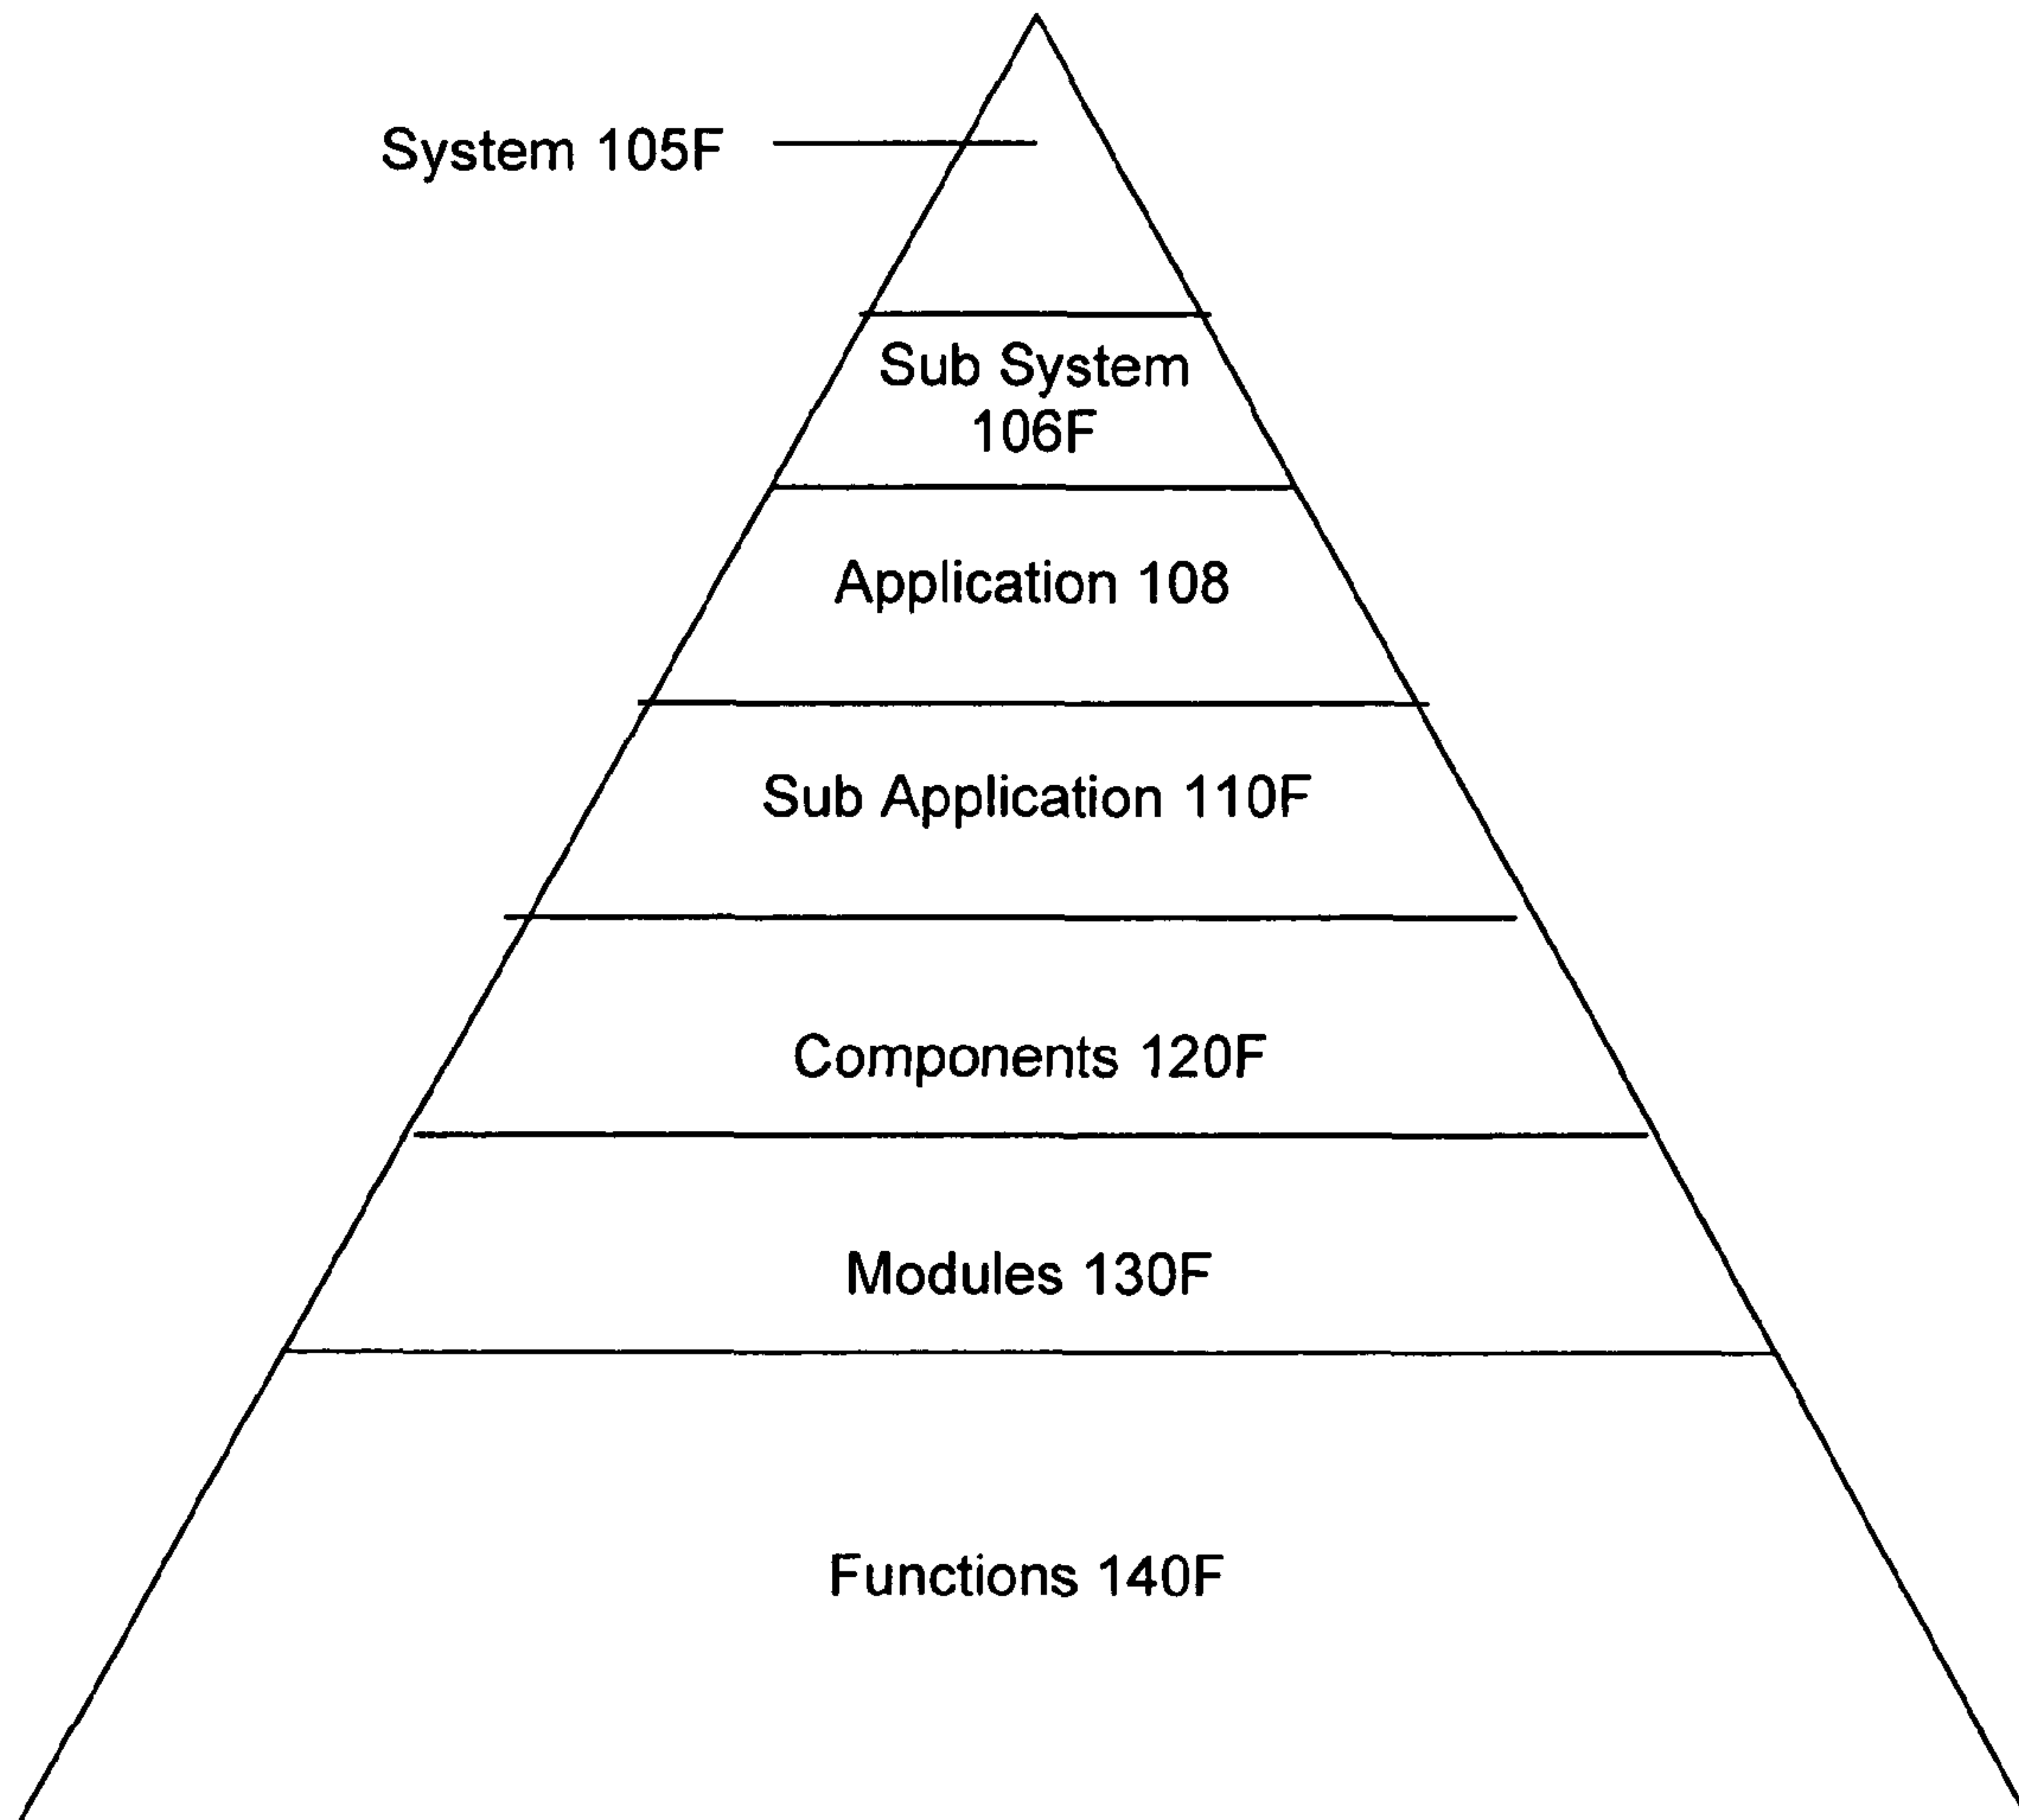 System 105F
Sub System
106F
Application 108
Sub Application 110F
Components 120F
Modules 130F
Functions 140F